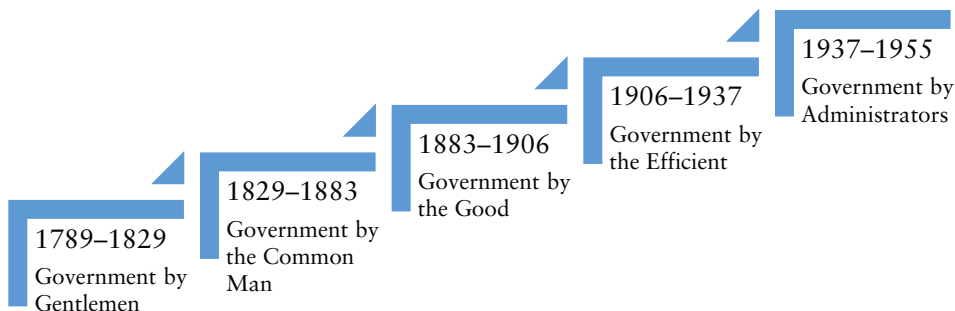 1789–1829
Government by
Gentlemen
1829–1883
Government by
the Common
Man
1883–1906
Government by
the Good
1906–1937
Government by
the Efficient
1937–1955
Government by
Administrators